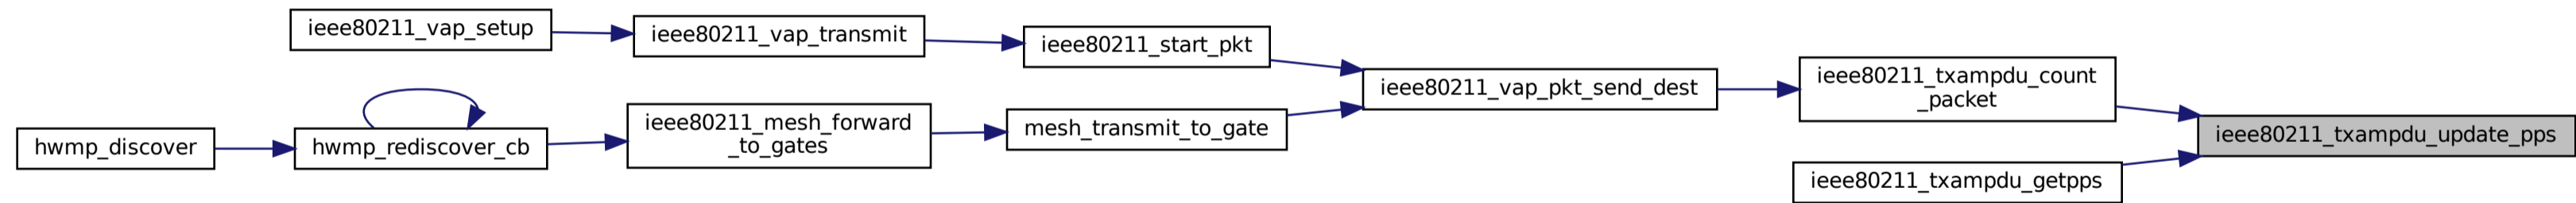 ieee80211_vap_setup
ieee80211_vap_transmit
ieee80211_start_pkt
hwmp_discover
hwmp_rediscover_cb
ieee80211_mesh_forward
_to_gates
mesh_transmit_to_gate
ieee80211_vap_pkt_send_dest
ieee80211_txampdu_count
_packet
ieee80211_txampdu_getpps
ieee80211_txampdu_update_pps